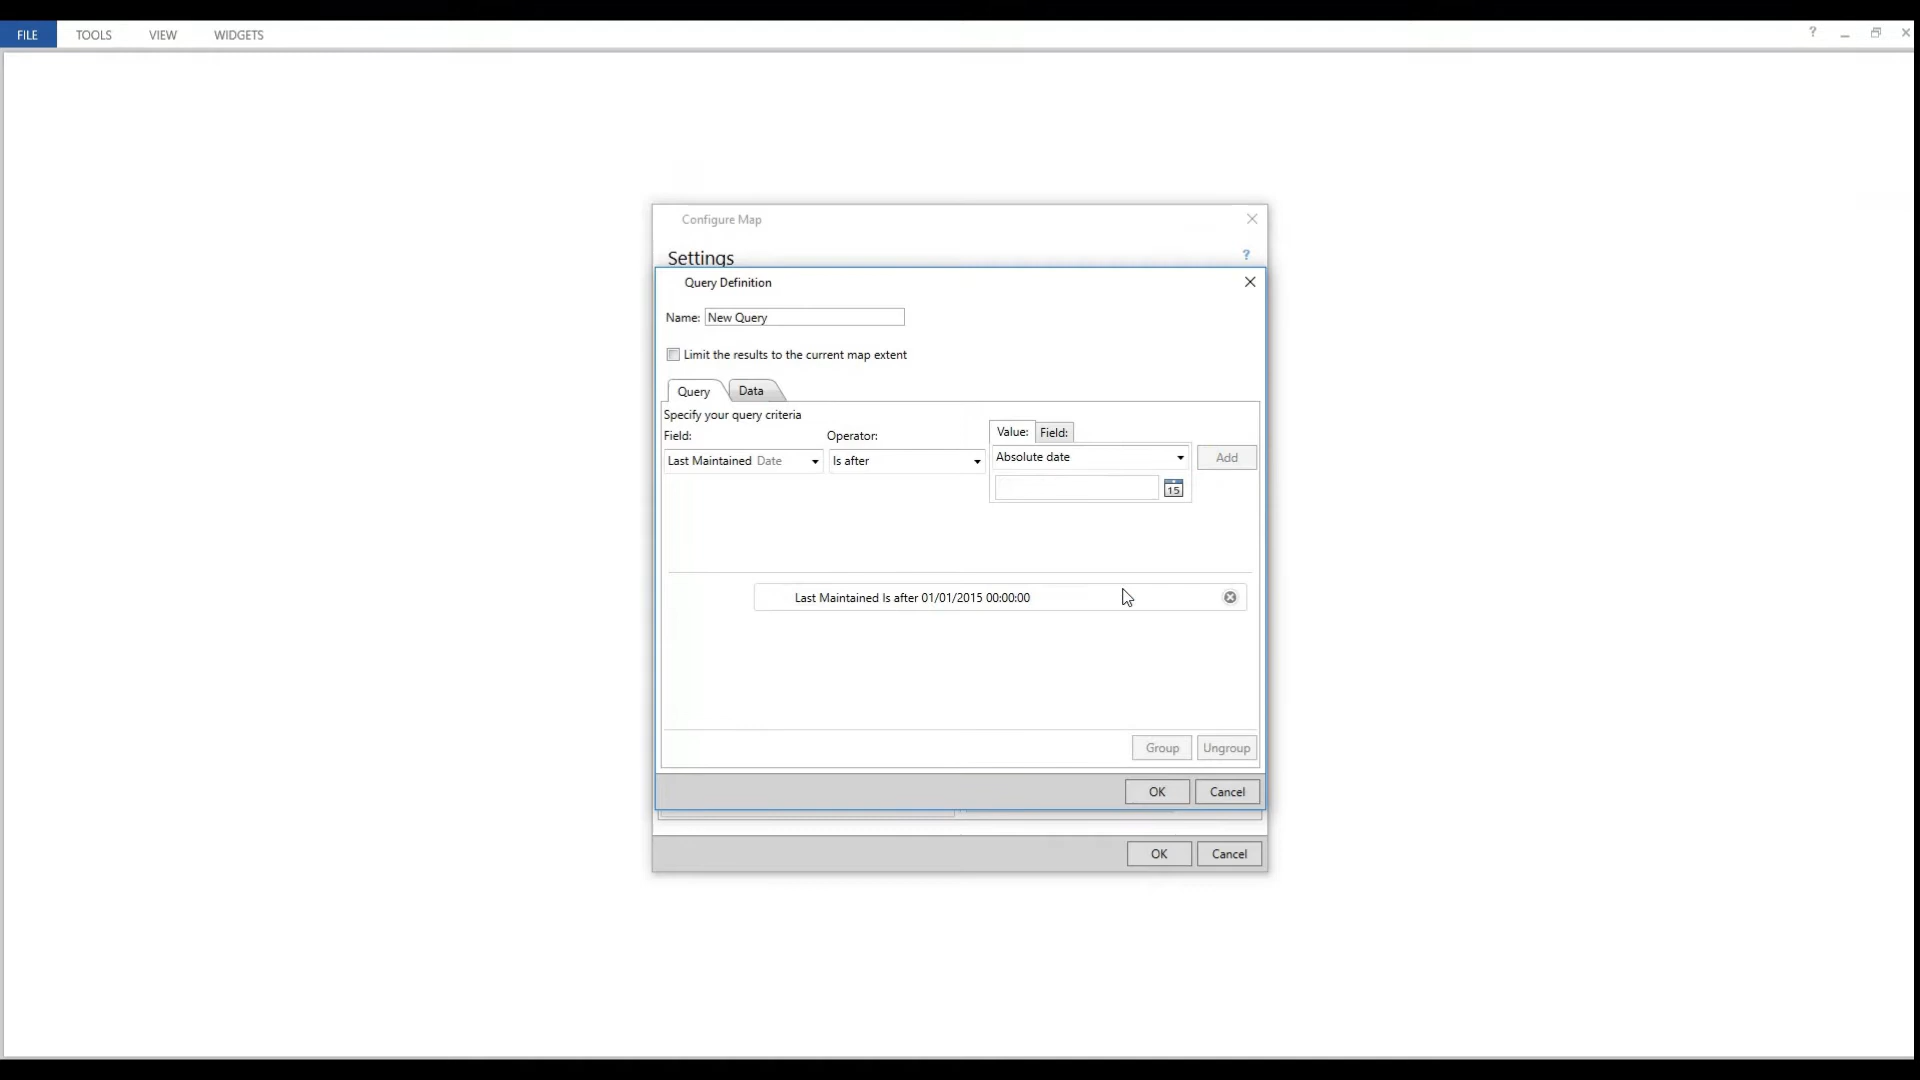 FILE TOOLS VIEW WIDGETS ?
Configure Map
Settings ?
Query Definition
Name: New Query
Limit the results to the current map extent
Query Data
Specify your query criteria
Field: Operator: Value: Field:
Last Maintained Date Is after Absolute date Add
15
Last Maintained Is after 01/01/2015 00:00:00
Group Ungroup
OK Cancel
OK Cancel